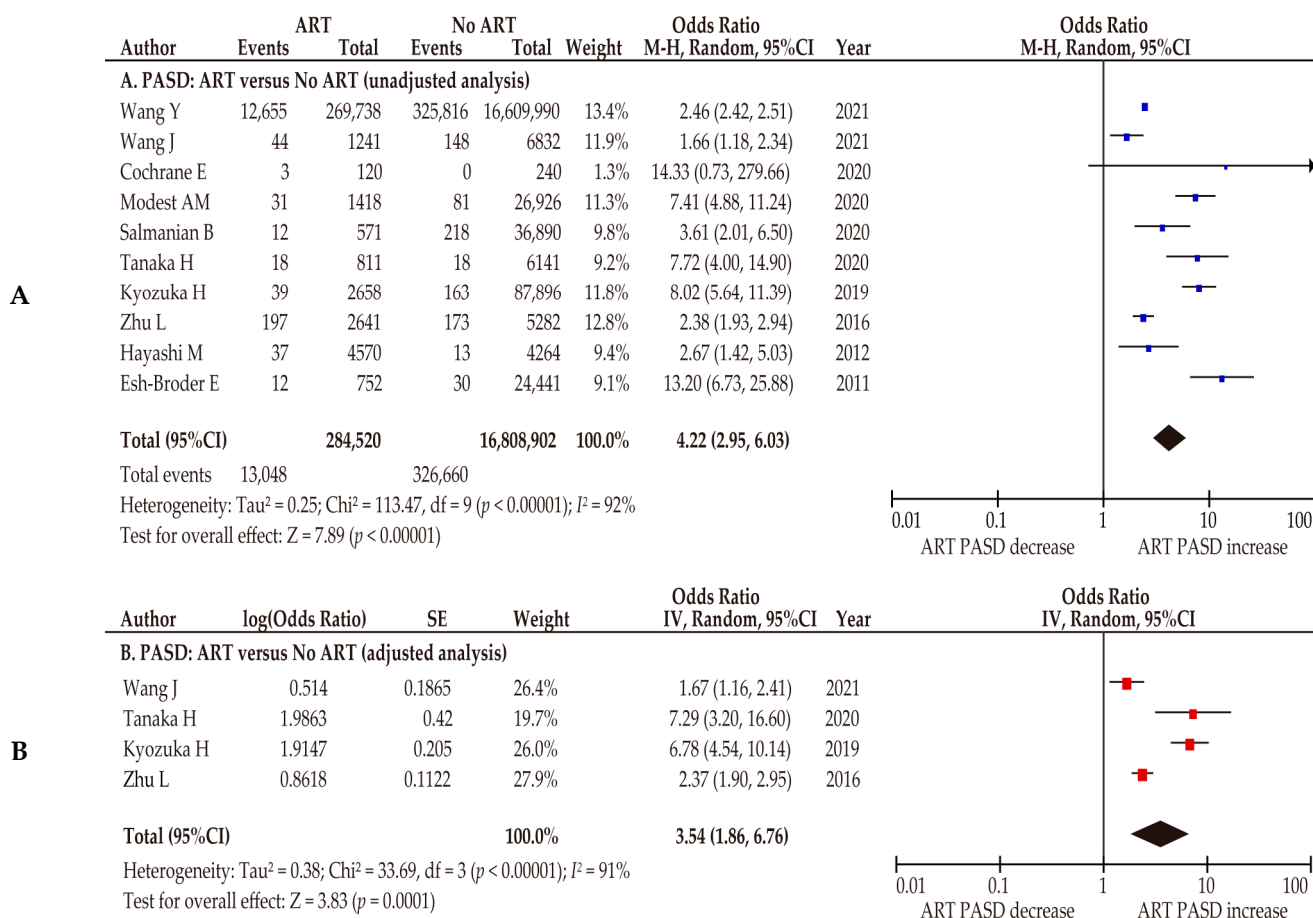 ART No ART Odds Ratio Odds Ratio
Author Events Total Events Total Weight M-H, Random, 95%CI Year M-H, Random, 95%CI
A. PASD: ART versus No ART (unadjusted analysis)
Wang Y 12,655 269,738 325,816 16,609,990 13.4% 2.46 (2.42, 2.51) 2021
Wang J 44 1241 148 6832 11.9% 1.66 (1.18, 2.34) 2021
Cochrane E 3 120 0 240 1.3% 14.33 (0.73, 279.66) 2020
Modest AM 31 1418 81 26,926 11.3% 7.41 (4.88, 11.24) 2020
Salmanian B 12 571 218 36,890 9.8% 3.61 (2.01, 6.50) 2020
Tanaka H 18 811 18 6141 9.2% 7.72 (4.00, 14.90) 2020
A
Kyozuka H 39 2658 163 87,896 11.8% 8.02 (5.64, 11.39) 2019
Zhu L 197 2641 173 5282 12.8% 2.38 (1.93, 2.94) 2016
Hayashi M 37 4570 13 4264 9.4% 2.67 (1.42, 5.03) 2012
Esh-Broder E 12 752 30 24,441 9.1% 13.20 (6.73, 25.88) 2011
Total (95%CI) 284,520 16,808,902 100.0% 4.22 (2.95, 6.03)
Total events 13,048 326,660
Heterogeneity: Tau² = 0.25; Chi² = 113.47, df = 9 (p < 0.00001); I² = 92%
Test for overall effect: Z = 7.89 (p < 0.00001)
0.01 0.1 1 10 100
ART PASD decrease ART PASD increase
Odds Ratio Odds Ratio
Author log(Odds Ratio) SE Weight IV, Random, 95%CI Year IV, Random, 95%CI
B. PASD: ART versus No ART (adjusted analysis)
Wang J 0.514 0.1865 26.4% 1.67 (1.16, 2.41) 2021
Tanaka H 1.9863 0.42 19.7% 7.29 (3.20, 16.60) 2020
B
Kyozuka H 1.9147 0.205 26.0% 6.78 (4.54, 10.14) 2019
Zhu L 0.8618 0.1122 27.9% 2.37 (1.90, 2.95) 2016
Total (95%CI) 100.0% 3.54 (1.86, 6.76)
Heterogeneity: Tau² = 0.38; Chi² = 33.69, df = 3 (p < 0.00001); I² = 91%
Test for overall effect: Z = 3.83 (p = 0.0001)
0.01 0.1 1 10 100
ART PASD decrease ART PASD increase